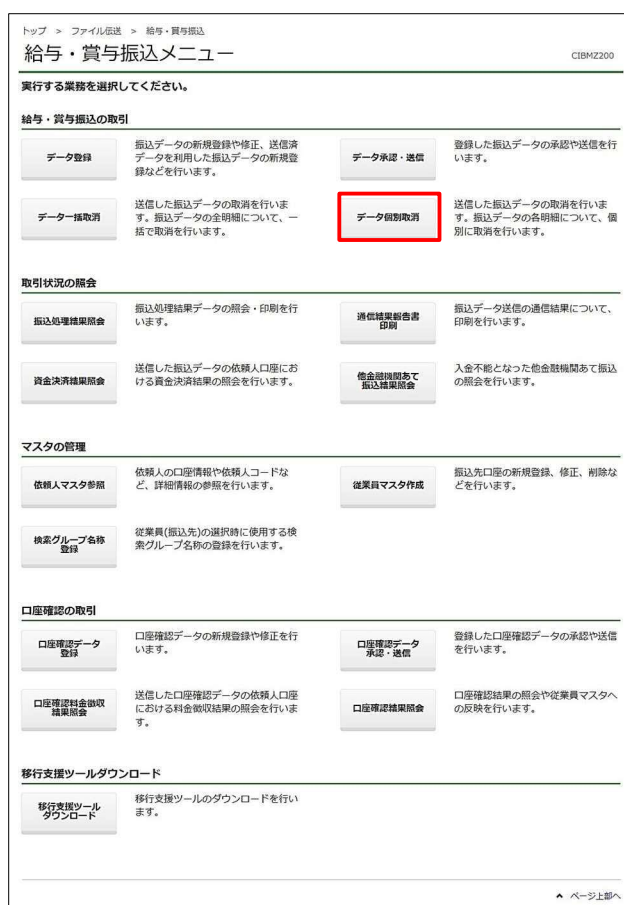 トップ > ファイル伝送 > 給与・賞与振込
給与・賞与振込メニュー
CIBMZ200
実行する業務を選択してください。
給与・賞与振込の取引
データ登録
振込データの新規登録や修正、送信済
データを利用した振込データの新規登
録などを行います。
データ承認・送信
登録した振込データの承認や送信を行
います。
データ一括取消
送信した振込データの取消を行いま
す。振込データの全明細について、一
括で取消を行います。
データ個別取消
送信した振込データの取消を行いま
す。振込データの各明細について、個
別に取消を行います。
取引状況の照会
振込処理結果照会
振込処理結果データの照会・印刷を行
います。
通信結果報告書
印刷
振込データ送信の通信結果について、
印刷を行います。
資金決済結果照会
送信した振込データの依頼人口座にお
ける資金決済結果の照会を行います。
他金融機関あて
振込結果照会
入金不能となった他金融機関あて振込
の照会を行います。
マスタの管理
依頼人マスタ参照
依頼人の口座情報や依頼人コードな
ど、詳細情報の参照を行います。
従業員マスタ作成
振込先口座の新規登録、修正、削除な
どを行います。
検索グループ名称
登録
従業員(振込先)の選択時に使用する検
索グループ名称の登録を行います。
口座確認の取引
口座確認データ
登録
口座確認データの新規登録や修正を行
います。
口座確認データ
承認・送信
登録した口座確認データの承認や送信
を行います。
口座確認料金徴収
結果照会
送信した口座確認データの依頼人口座
における料金徴収結果の照会を行いま
す。
口座確認結果照会
口座確認結果の照会や従業員マスタへ
の反映を行います。
移行支援ツールダウンロード
移行支援ツール
ダウンロード
移行支援ツールのダウンロードを行い
ます。
ページ上部へ